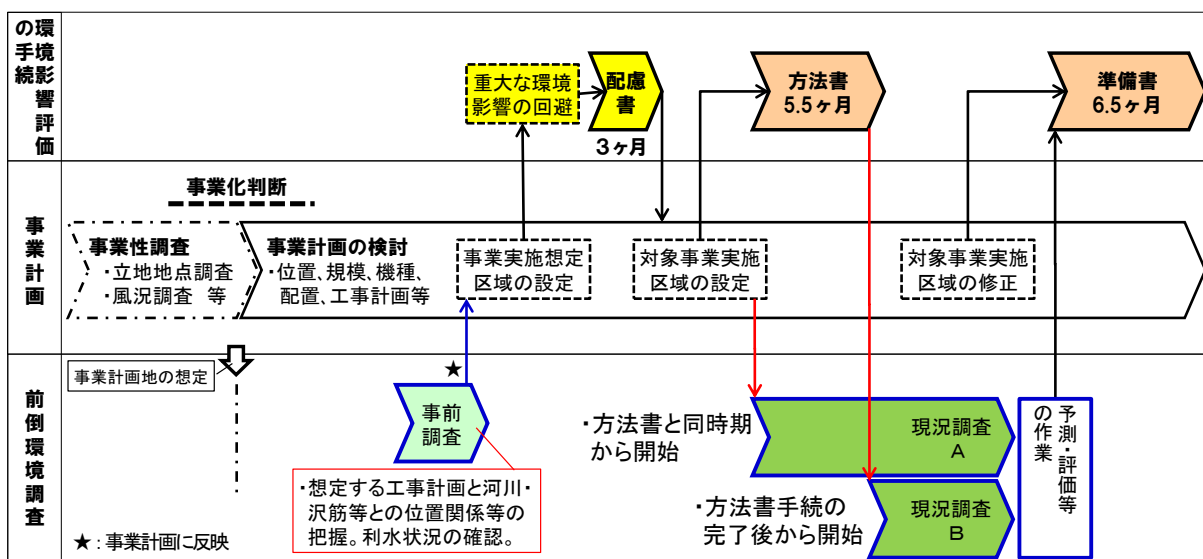 環境影響評価
の手続
重大な環境
影響の回避
配慮
書
3ヶ月
方法書
5.5ヶ月
準備書
6.5ヶ月
事業計画
事業化判断
事業性調査
・立地地点調査
・風況調査 等
事業計画の検討
・位置、規模、機種、
配置、工事計画等
事業実施想定
区域の設定
対象事業実施
区域の設定
対象事業実施
区域の修正
前倒環境調査
事業計画地の想定
★
事前
調査
・想定する工事計画と河川・
沢筋等との位置関係等の
把握。利水状況の確認。
★:事業計画に反映
・方法書と同時期
から開始
現況調査
A
・方法書手続の
完了後から開始
現況調査
B
予測・評価等
の作業